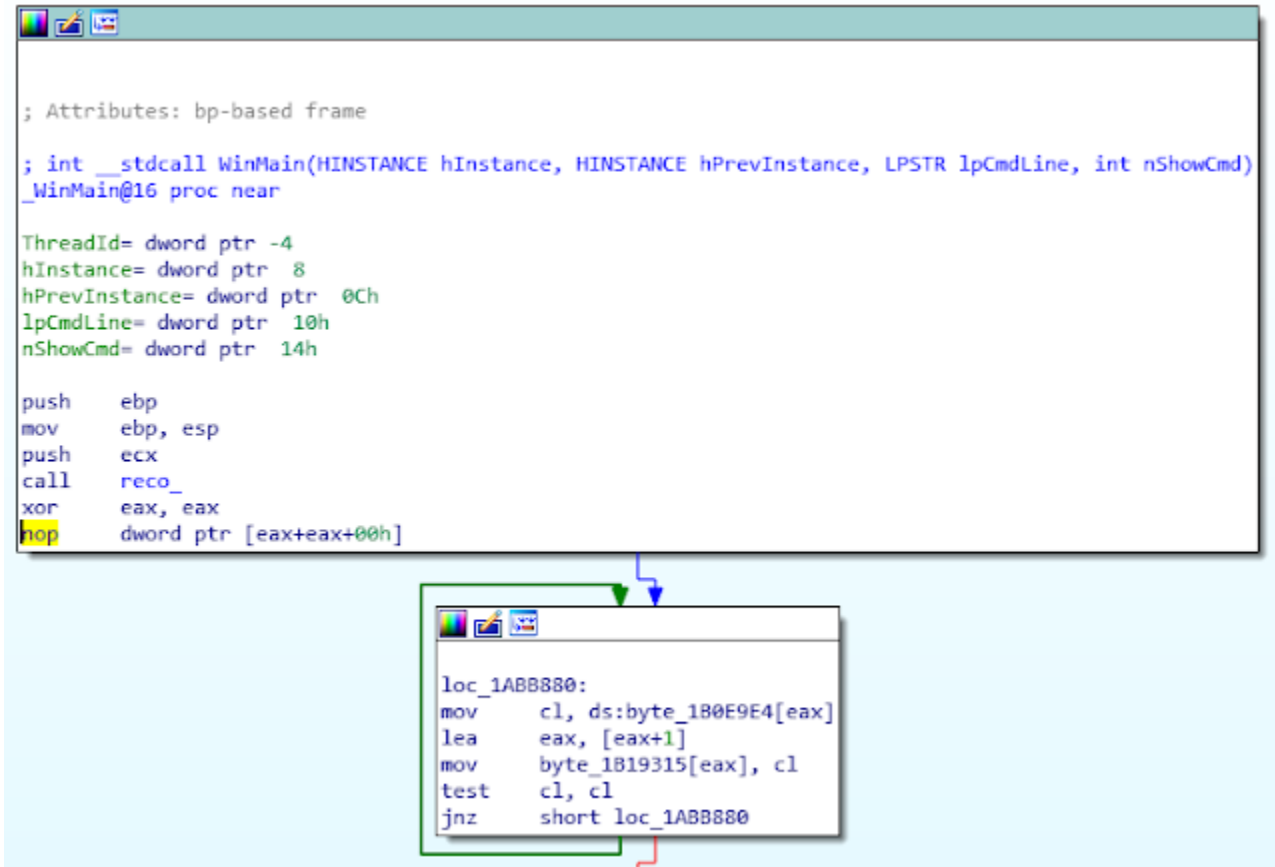 ; Attributes: bp-based frame
; int __stdcall WinMain(HINSTANCE hInstance, HINSTANCE hPrevInstance, LPSTR lpCmdLine, int nShowCmd)
_WinMain@16 proc near
ThreadId= dword ptr -4
hInstance= dword ptr  8
hPrevInstance= dword ptr  0Ch
lpCmdLine= dword ptr  10h
nShowCmd= dword ptr  14h
push    ebp
mov     ebp, esp
push    ecx
call    reco_
xor     eax, eax
nop     dword ptr [eax+eax+00h]
loc_1ABB880:
mov     cl, ds:byte_1B0E9E4[eax]
lea     eax, [eax+1]
mov     byte_1B19315[eax], cl
test    cl, cl
jnz     short loc_1ABB880